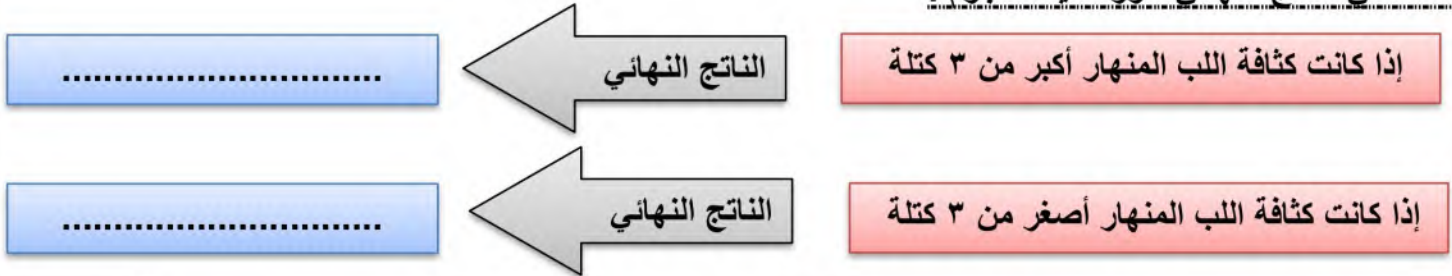 إذا كانت كثافة اللب المنهار أكبر من ٣ كتلة
الناتج النهائي
..............................
إذا كانت كثافة اللب المنهار أصغر من ٣ كتلة
الناتج النهائي
..............................